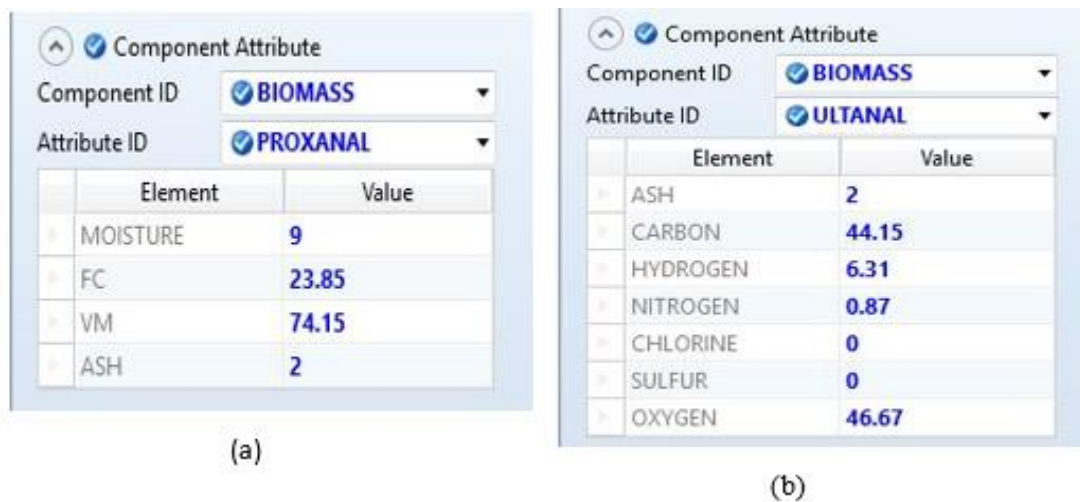 Component Attribute
Component ID BIOMASS
Attribute ID PROXANAL
Element Value
MOISTURE 9
FC 23.85
VM 74.15
ASH 2
(a)
Component Attribute
Component ID BIOMASS
Attribute ID ULTANAL
Element Value
ASH 2
CARBON 44.15
HYDROGEN 6.31
NITROGEN 0.87
CHLORINE 0
SULFUR 0
OXYGEN 46.67
(b)